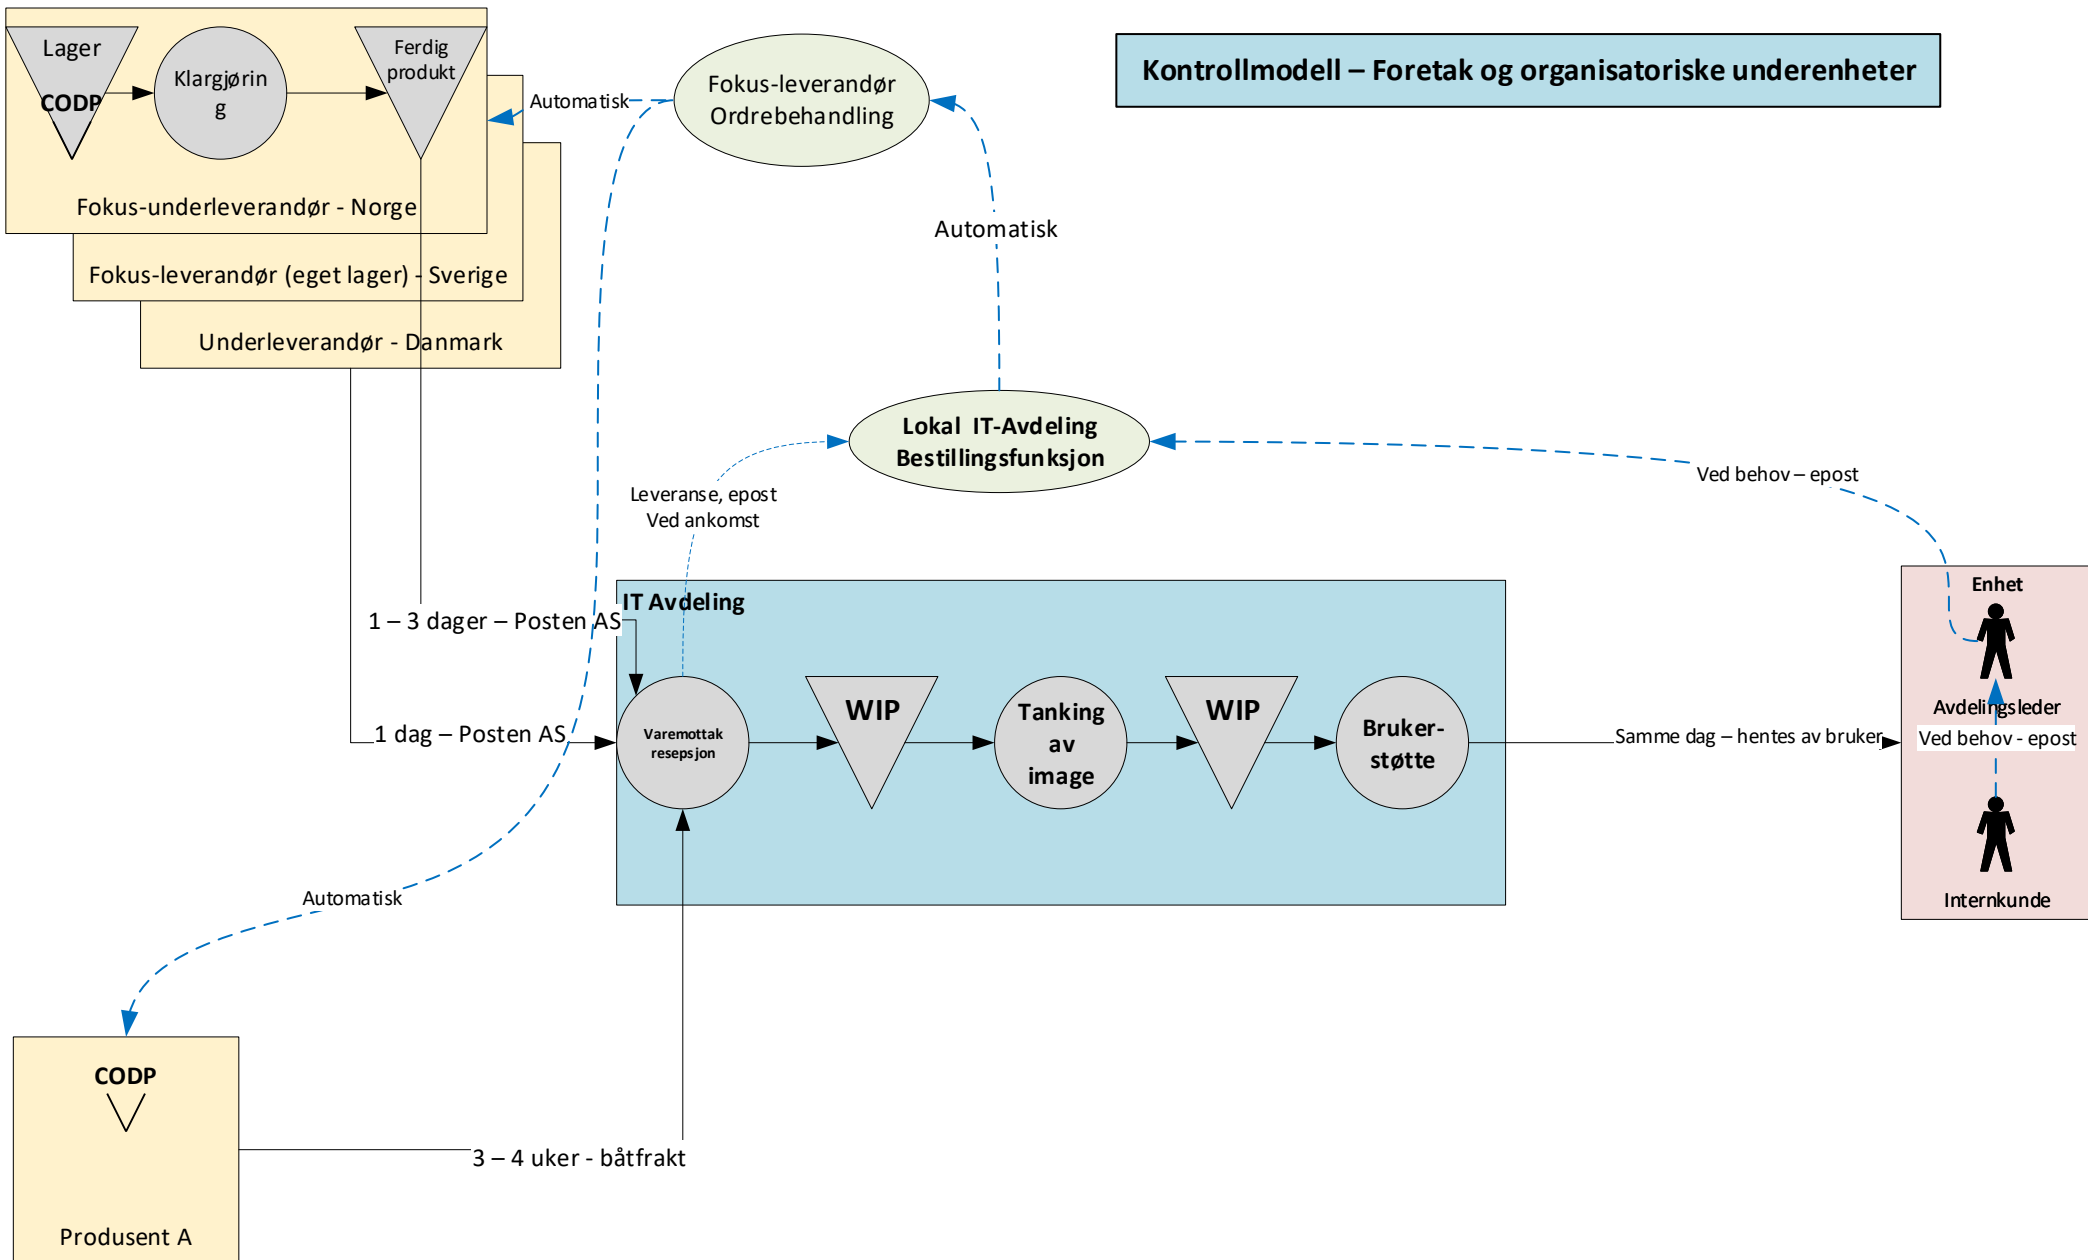 Kontrollmodell – Foretak og organisatoriske underenheter
Lager
CODP
Klargjørin
g
Ferdig
produkt
Fokus-underleverandør - Norge
Fokus-leverandør (eget lager) - Sverige
Underleverandør - Danmark
Automatisk
Fokus-leverandør
Ordrebehandling
Automatisk
Lokal IT-Avdeling
Bestillingsfunksjon
Ved behov – epost
Leveranse, epost
Ved ankomst
IT Avdeling
1 – 3 dager – Posten AS
1 dag – Posten AS
Varemottak
resepsjon
WIP
Tanking
av
image
WIP
Bruker-
støtte
Samme dag – hentes av bruker
Enhet
Avdelingsleder
Ved behov - epost
Internkunde
Automatisk
CODP
Produsent A
3 – 4 uker - båtfrakt